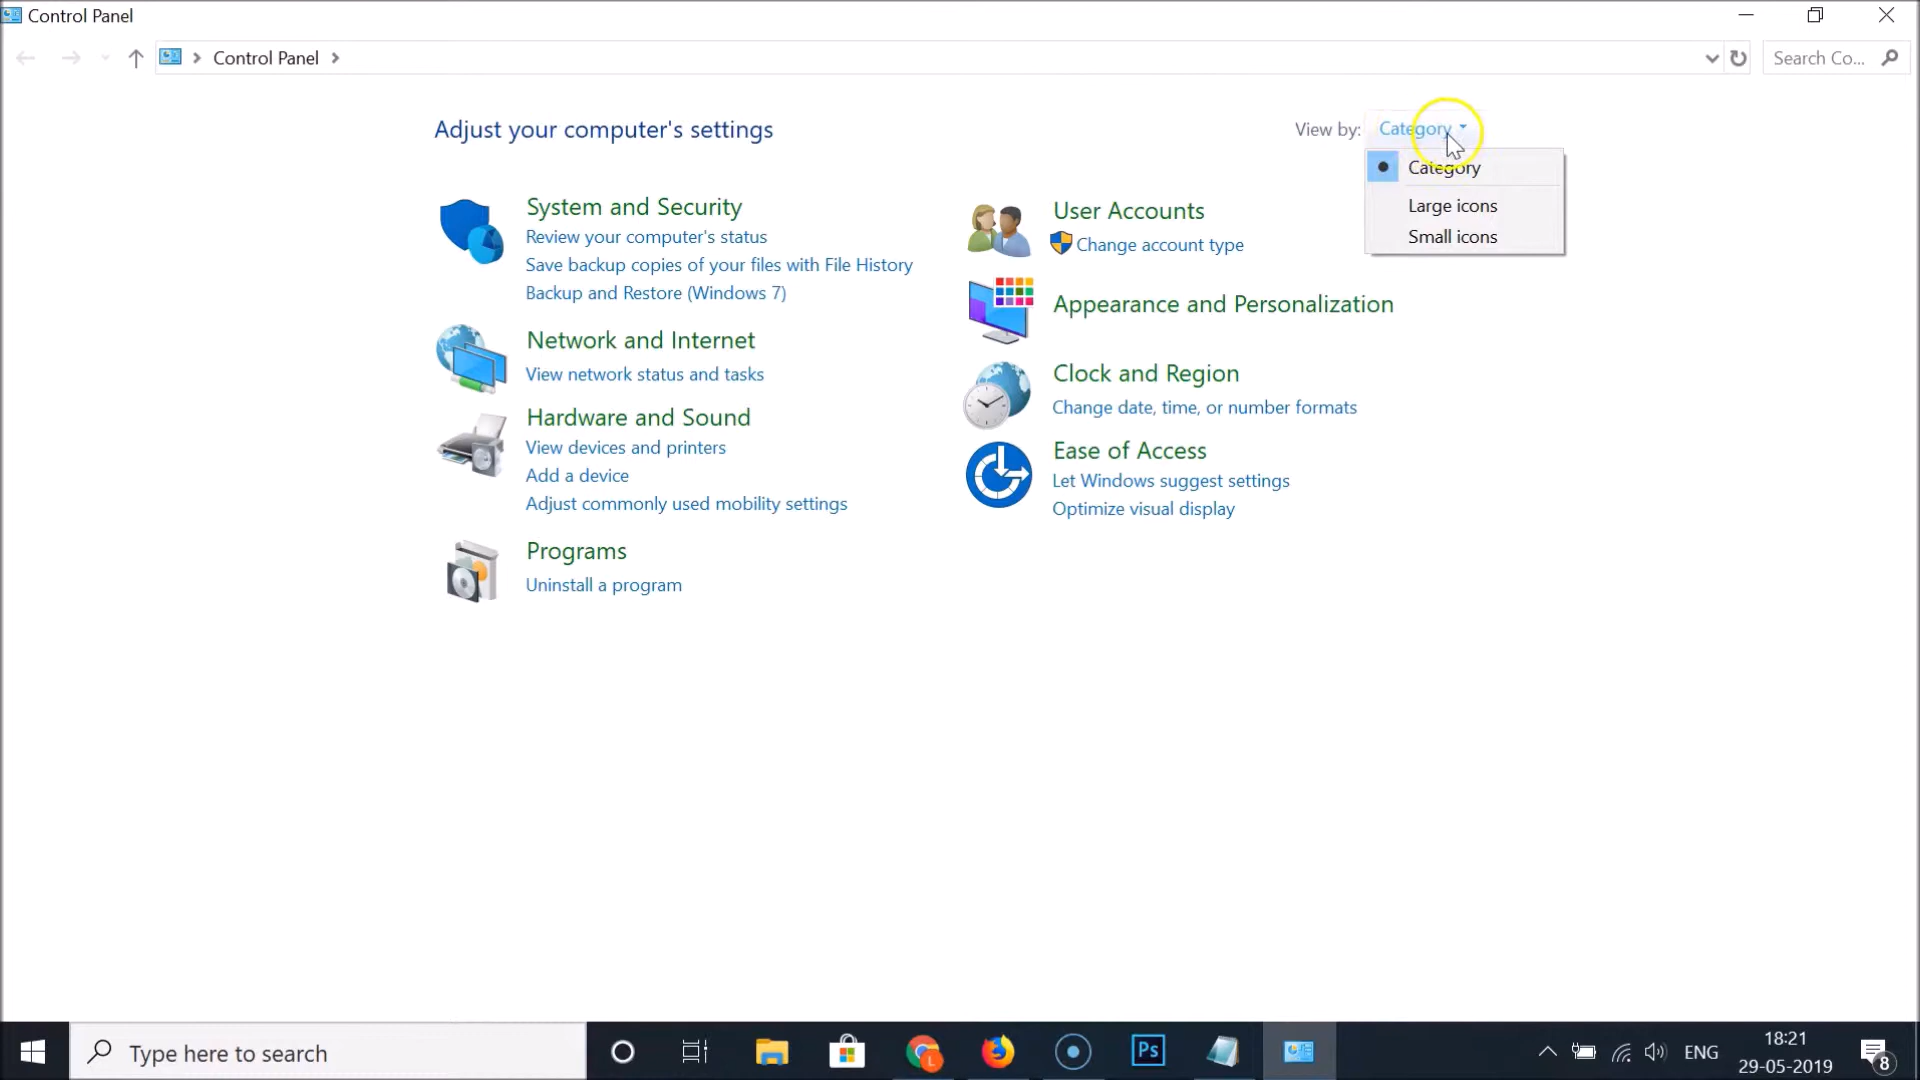 Control Panel
Control Panel
Search Co...
Adjust your computer's settings
View by:
Category
Category
Large icons
Small icons
System and Security
Review your computer's status
Save backup copies of your files with File History
Backup and Restore (Windows 7)
Network and Internet
View network status and tasks
Hardware and Sound
View devices and printers
Add a device
Adjust commonly used mobility settings
Programs
Uninstall a program
User Accounts
Change account type
Appearance and Personalization
Clock and Region
Change date, time, or number formats
Ease of Access
Let Windows suggest settings
Optimize visual display
Type here to search
L
Ps
ENG
18:21
29-05-2019
8